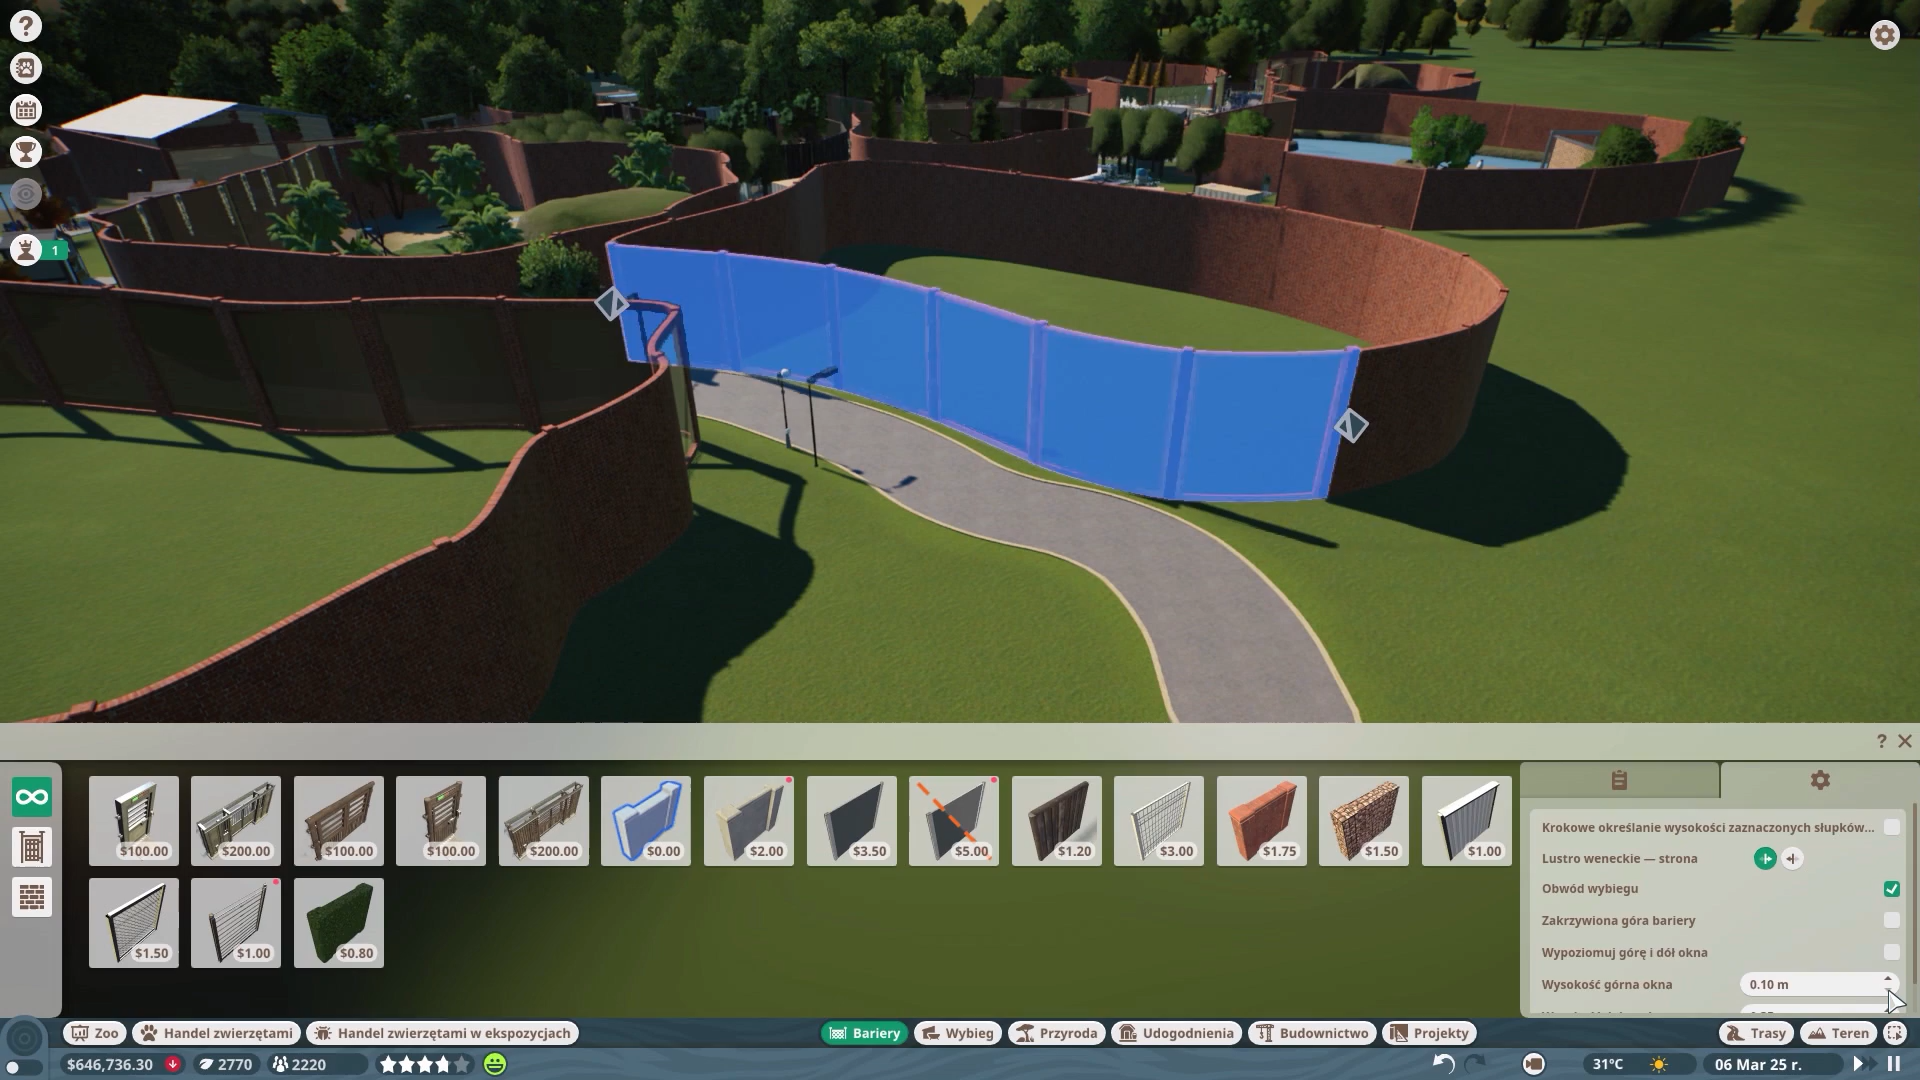 ?
1
?
$100.00
$200.00
$100.00
$100.00
$200.00
$0.00
$2.00
$3.50
$5.00
$1.20
$3.00
$1.75
$1.50
$1.00
$1.50
$1.00
$0.80
Krokowe określanie wysokości zaznaczonych słupków...
Lustro weneckie — strona
Obwód wybiegu
Zakrzywiona góra bariery
Wypoziomuj górę i dół okna
Wysokość górna okna 0.10 m
Zoo Handel zwierzętami Handel zwierzętami w ekspozycjach Bariery Wybieg Przyroda Udogodnienia Budownictwo Projekty Trasy Teren
$646,736.30 2770 2220 31°C 06 Mar 25 r.